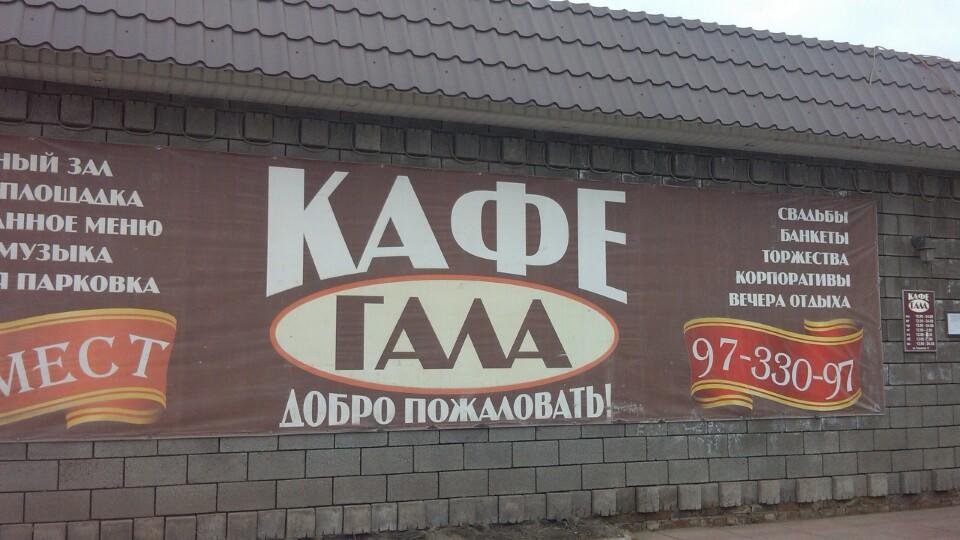 НЫЙ ЗАЛ
ПЛОЩАДКА
АННОЕ МЕНЮ
МУЗЫКА
Я ПАРКОВКА
МЕСТ
КАФЕ
ГАЛА
ДОБРО ПОЖАЛОВАТЬ!
СВАДЬБЫ
БАНКЕТЫ
ТОРЖЕСТВА
КОРПОРАТИВЫ
ВЕЧЕРА ОТДЫХА
97-330-97
КАФЕ
ГАЛА